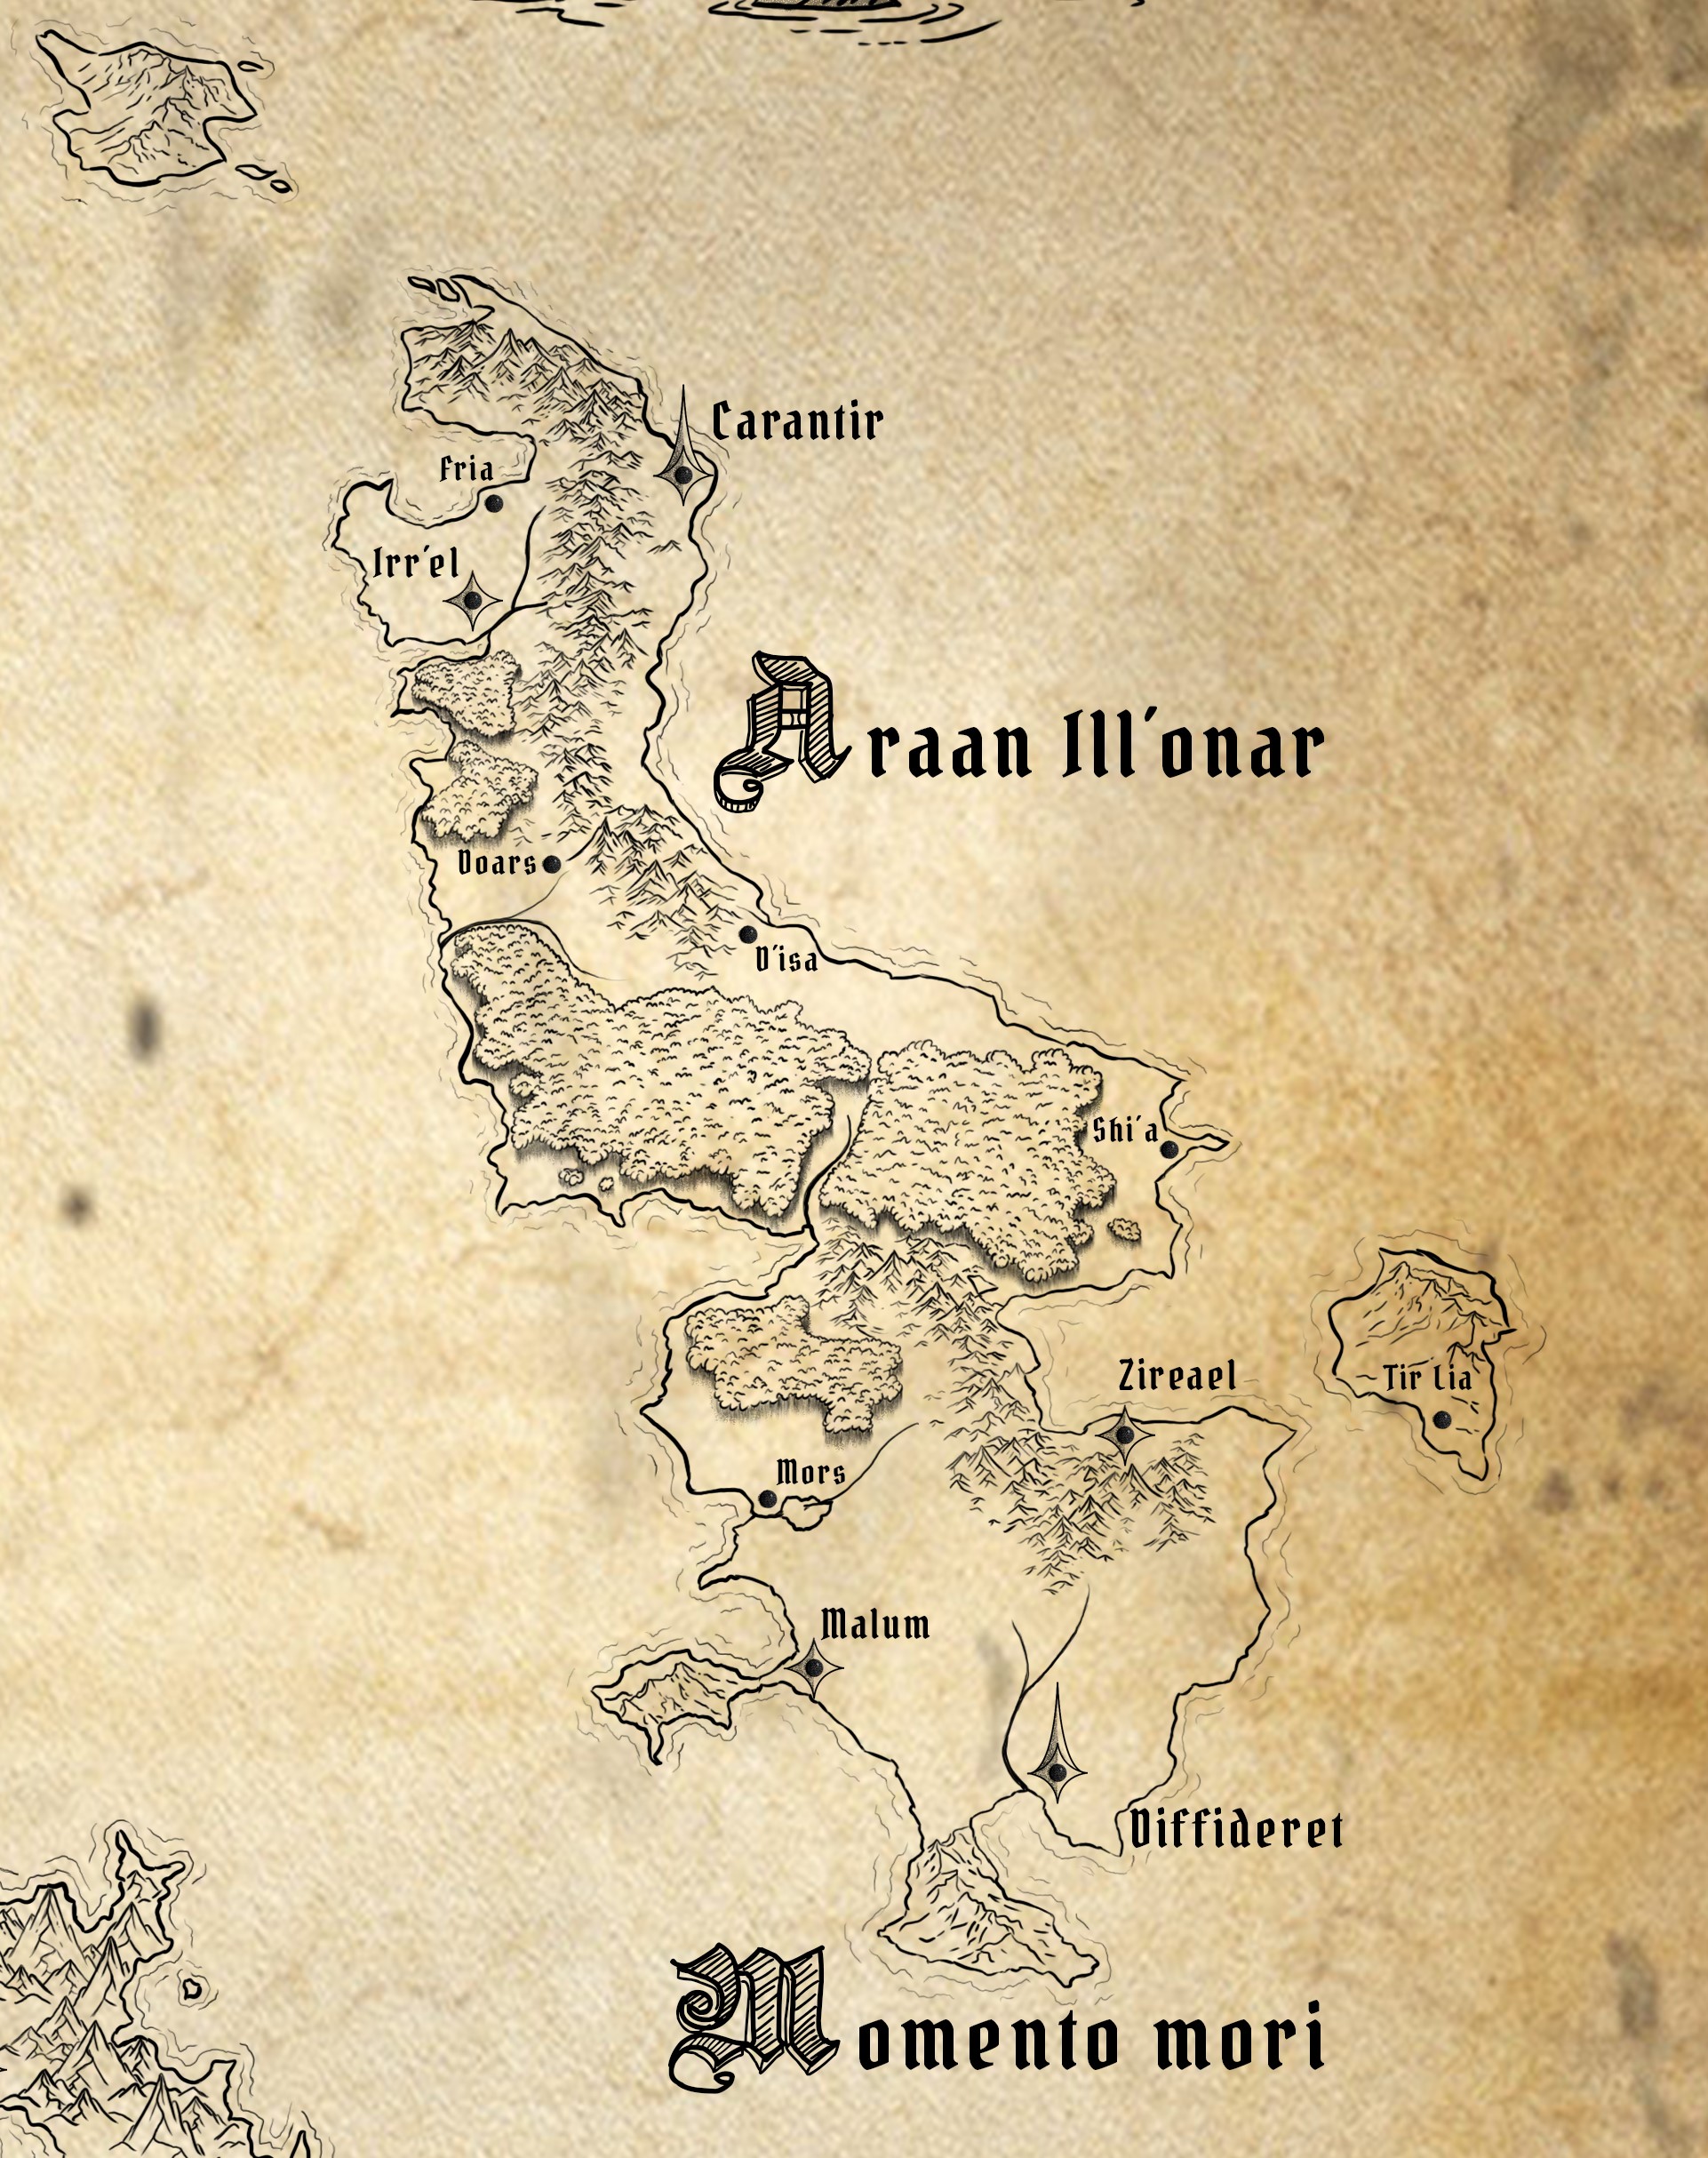 Carantir
Fria
Irr'el
Araan Ill'onar
Doars
D'isa
Shi'a
Zireael
Tir Lia
Mors
Malum
Diffideret
Momento mori